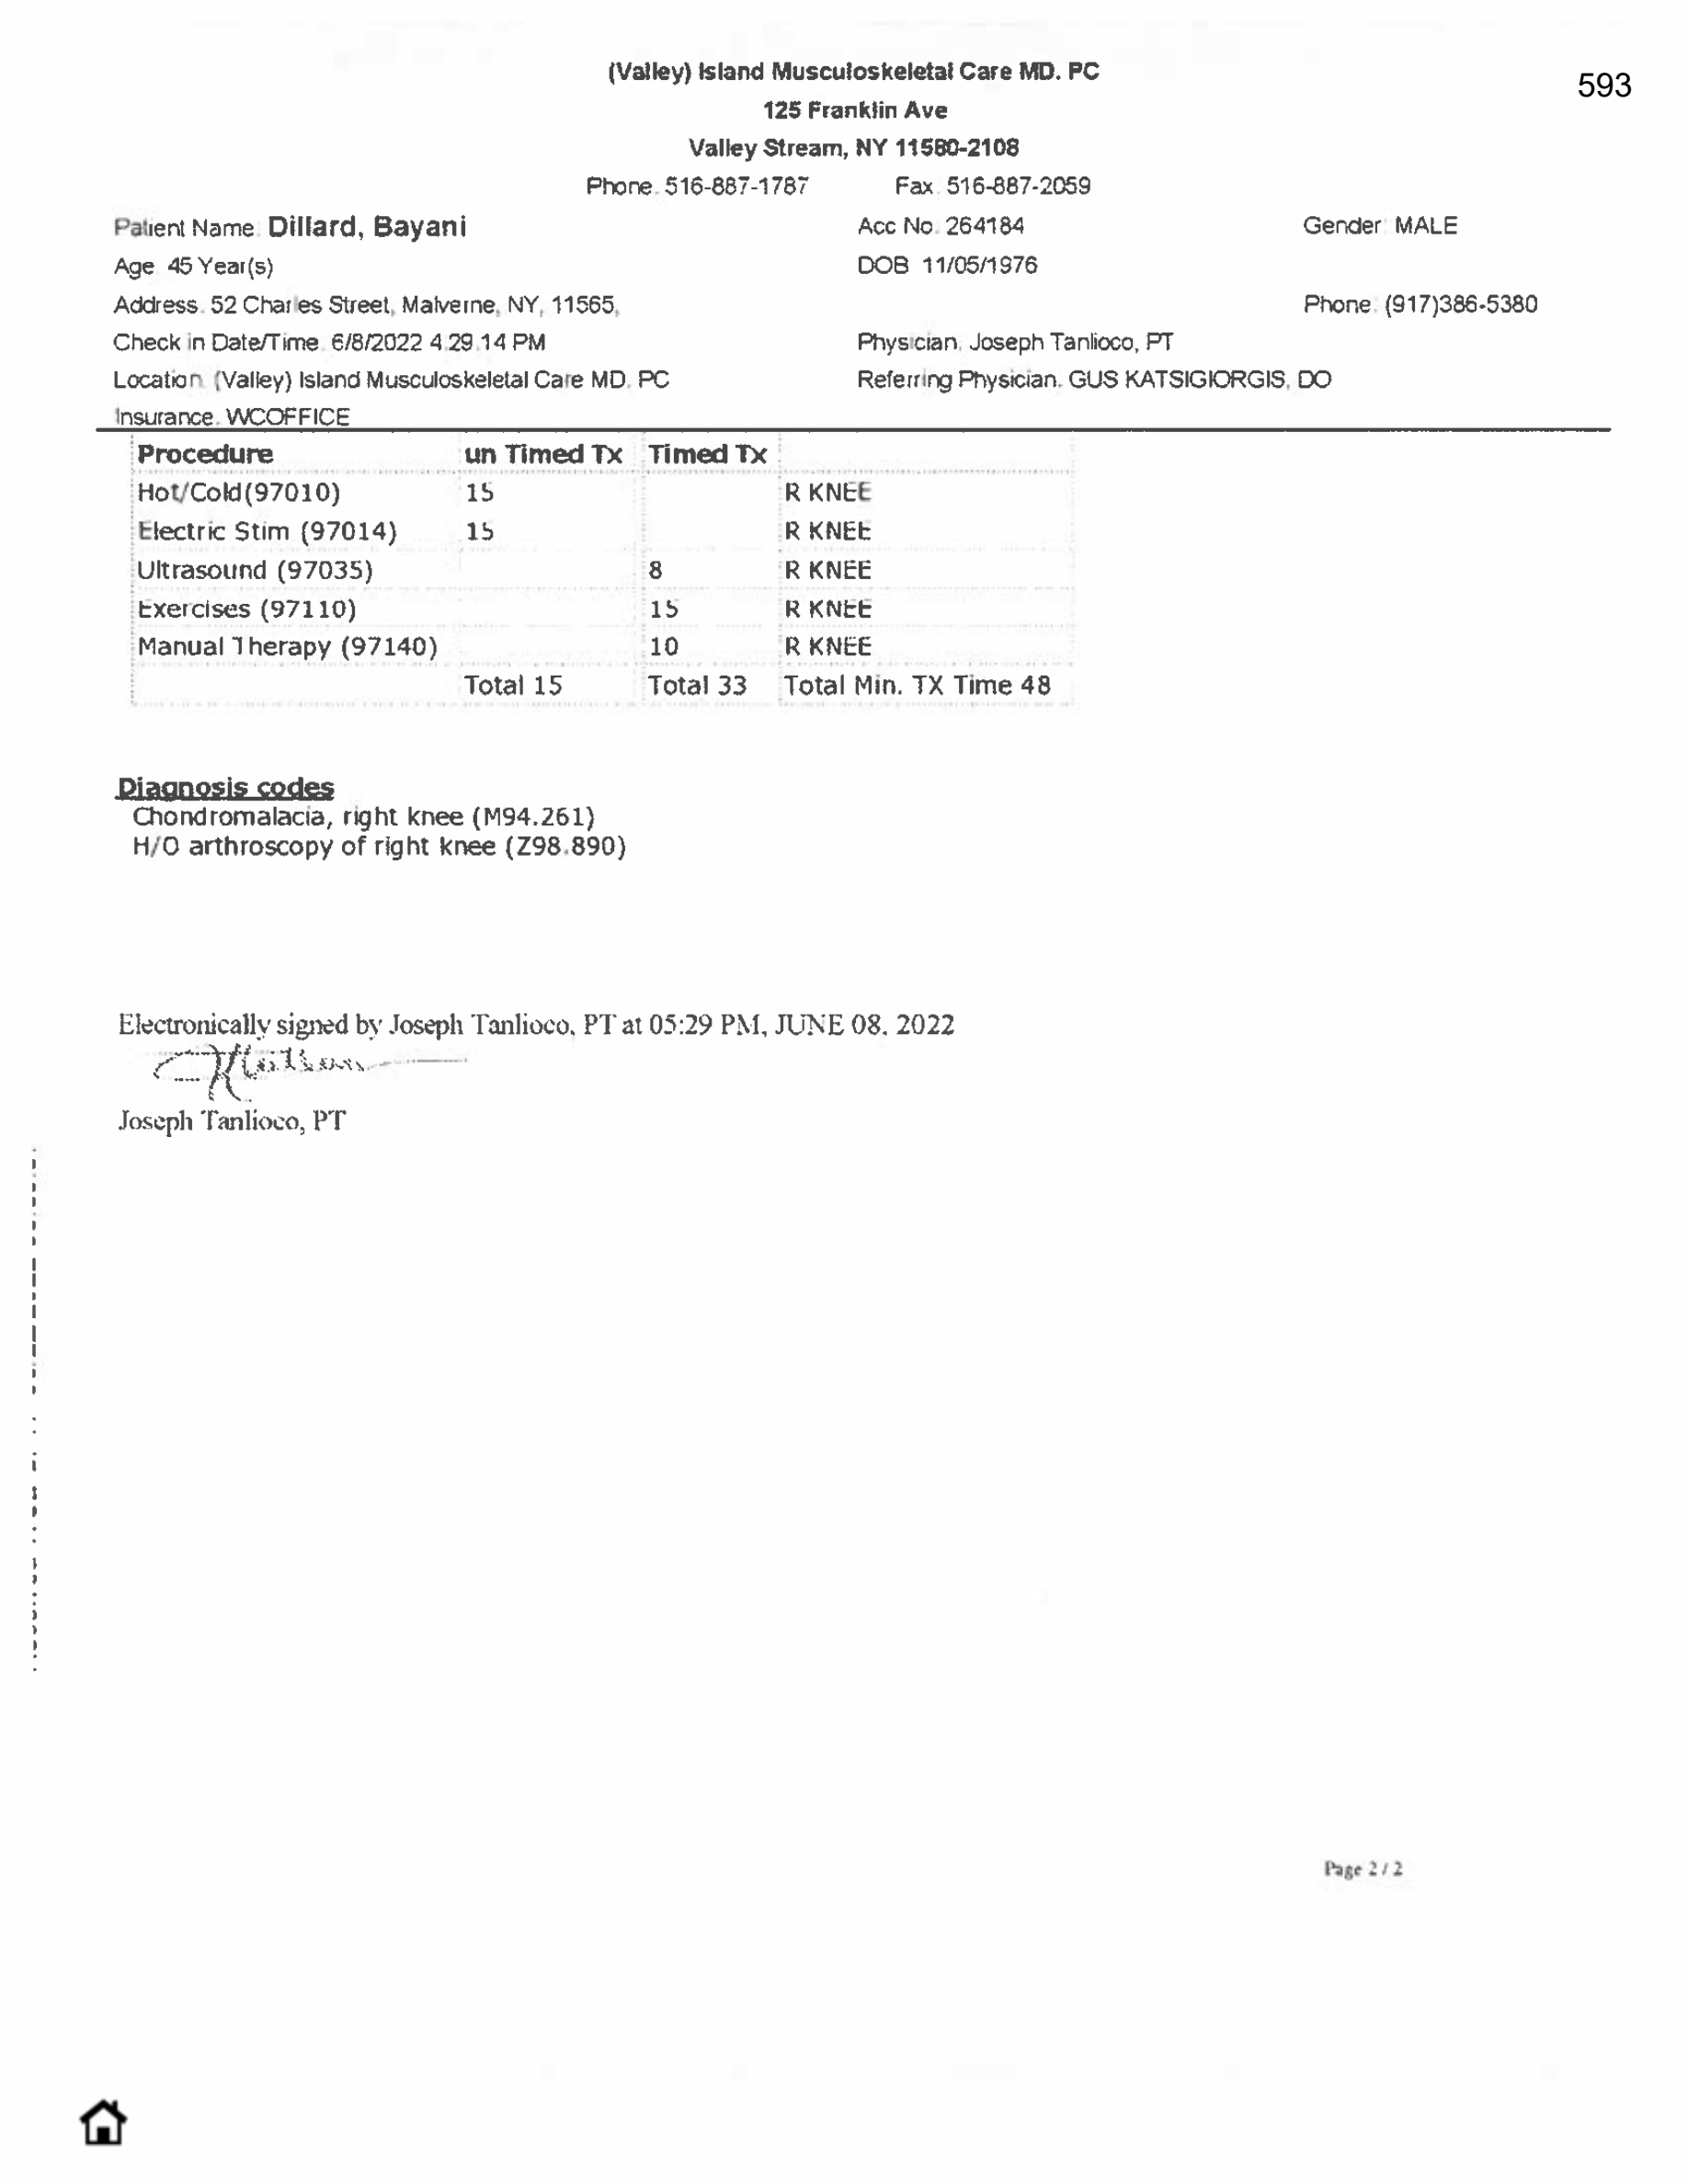 (Valley) Island Musculoskeletal Care MD. PC
593
125 Franklin Ave
Valley Stream, NY 11580-2108
Phone. 516-887-1787 Fax. 516-887-2059
Patient Name: Dillard, Bayani Acc No. 264184 Gender: MALE
Age 45 Year(s) DOB 11/05/1976
Address. 52 Charles Street, Malverne, NY, 11565, Phone: (917)386-5380
Check in Date/Time. 6/8/2022 4:29:14 PM Physician. Joseph Tanlioco, PT
Location (Valley) Island Musculoskeletal Care MD. PC Referring Physician. GUS KATSIGIORGIS, DO
Insurance. WCOFFICE
Procedure un Timed Tx Timed Tx
Hot/Cold(97010) 15 R KNEE
Electric Stim (97014) 15 R KNEE
Ultrasound (97035) 8 R KNEE
Exercises (97110) 15 R KNEE
Manual Therapy (97140) 10 R KNEE
Total 15 Total 33 Total Min. TX Time 48
Diagnosis codes
Chondromalacia, right knee (M94.261)
H/O arthroscopy of right knee (Z98.890)
Electronically signed by Joseph Tanlioco, PT at 05:29 PM, JUNE 08, 2022
Joseph Tanlioco, PT
Page 2 / 2